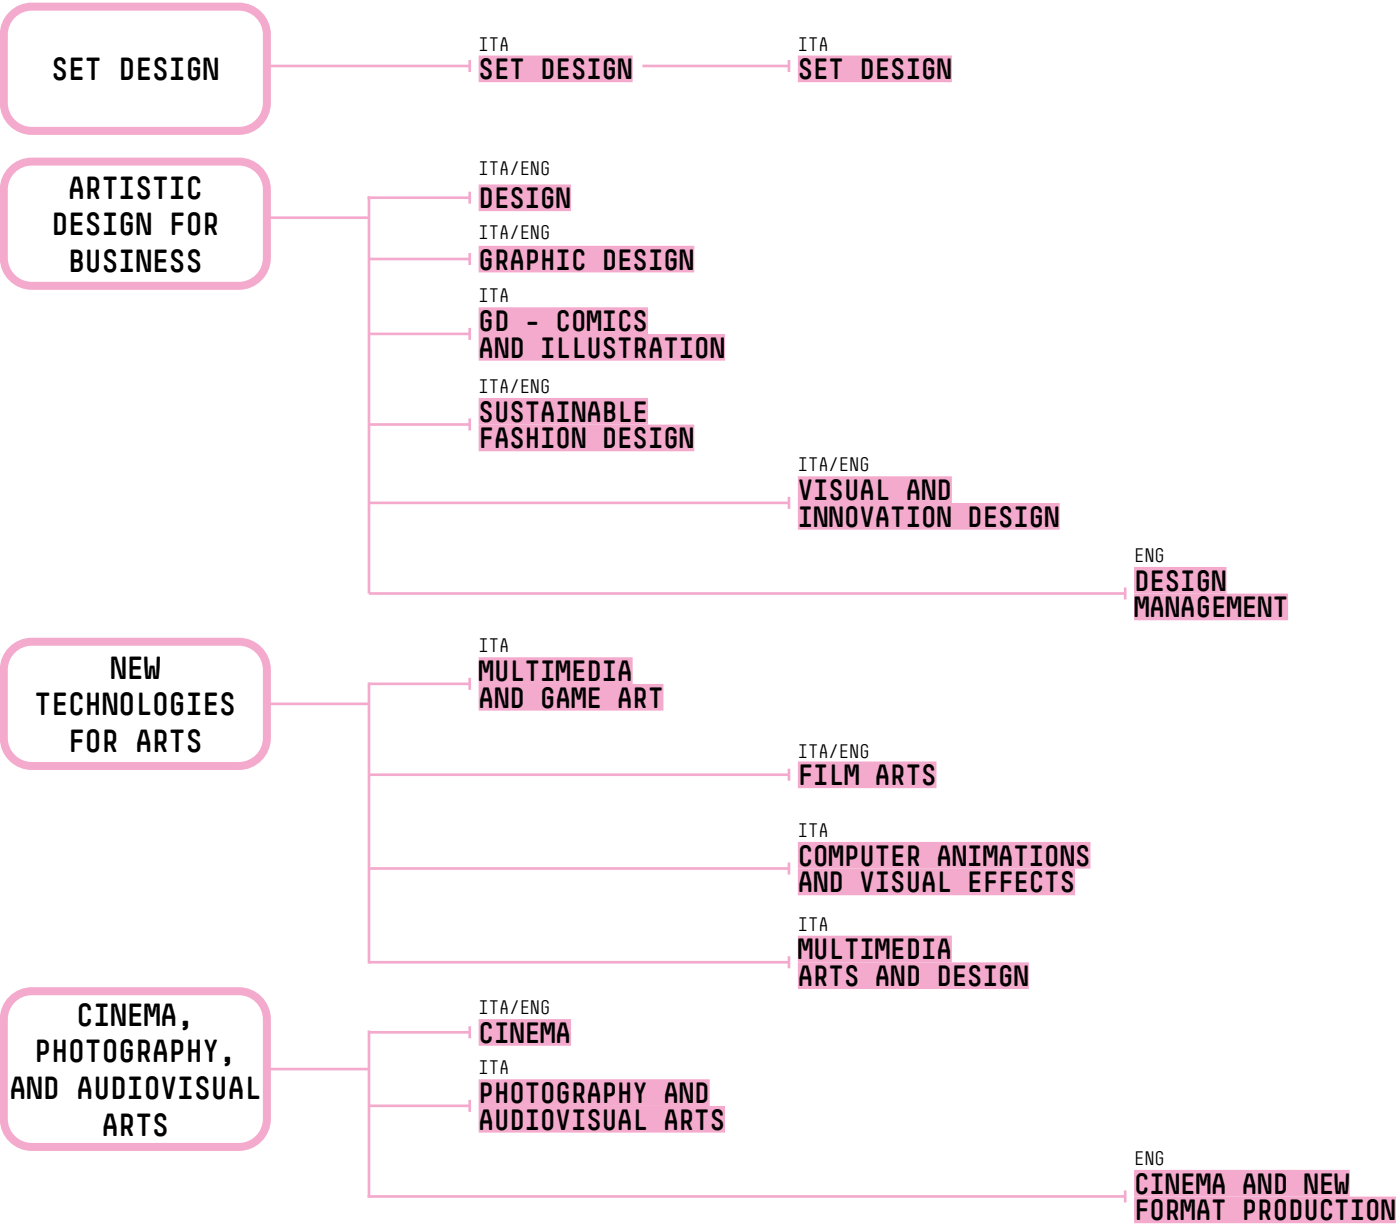 SET DESIGN
ITA
SET DESIGN
ITA
SET DESIGN
ARTISTIC
DESIGN FOR
BUSINESS
ITA/ENG
DESIGN
ITA/ENG
GRAPHIC DESIGN
ITA
GD - COMICS
AND ILLUSTRATION
ITA/ENG
SUSTAINABLE
FASHION DESIGN
ITA/ENG
VISUAL AND
INNOVATION DESIGN
ENG
DESIGN
MANAGEMENT
NEW
TECHNOLOGIES
FOR ARTS
ITA
MULTIMEDIA
AND GAME ART
ITA/ENG
FILM ARTS
ITA
COMPUTER ANIMATIONS
AND VISUAL EFFECTS
ITA
MULTIMEDIA
ARTS AND DESIGN
CINEMA,
PHOTOGRAPHY,
AND AUDIOVISUAL
ARTS
ITA/ENG
CINEMA
ITA
PHOTOGRAPHY AND
AUDIOVISUAL ARTS
ENG
CINEMA AND NEW
FORMAT PRODUCTION